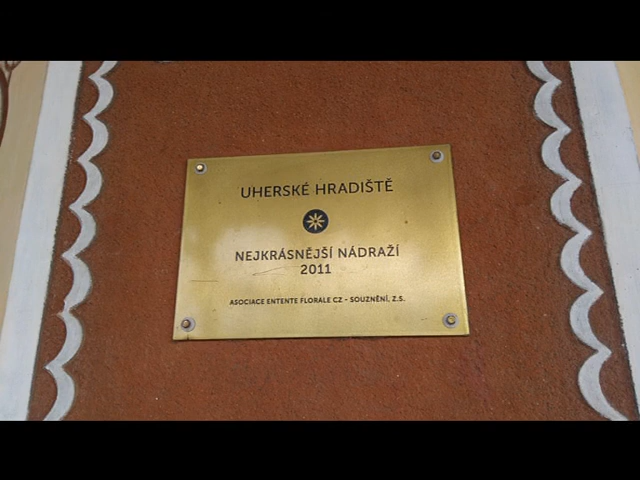 UHERSKÉ HRADIŠTĚ
NEJKRÁSNĚJŠÍ NÁDRAŽÍ
2011
ASOCIACE ENTENTE FLORALE CZ - SOUZNĚNÍ, Z.S.